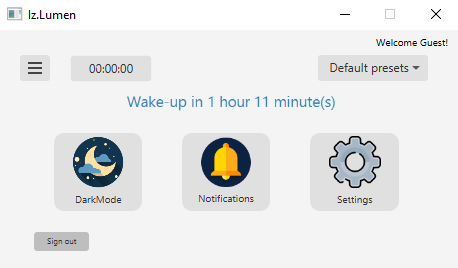 Iz.Lumen
Welcome Guest!
00:00:00
Default presets
Wake-up in 1 hour 11 minute(s)
DarkMode
Notifications
Settings
Sign out